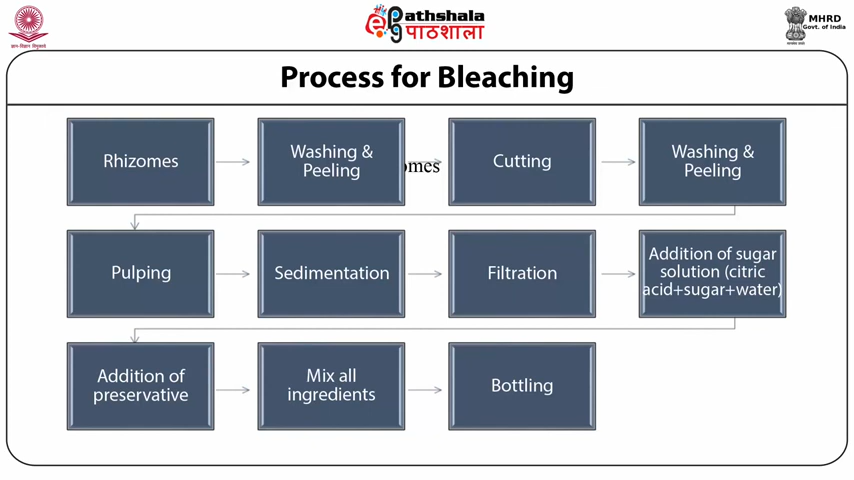 ePathshala
पाठशाला
MHRD
Govt. of India
Process for Bleaching
Rhizomes
Washing &
Peeling
omes
Cutting
Washing &
Peeling
Pulping
Sedimentation
Filtration
Addition of sugar
solution (citric
acid+sugar+water)
Addition of
preservative
Mix all
ingredients
Bottling